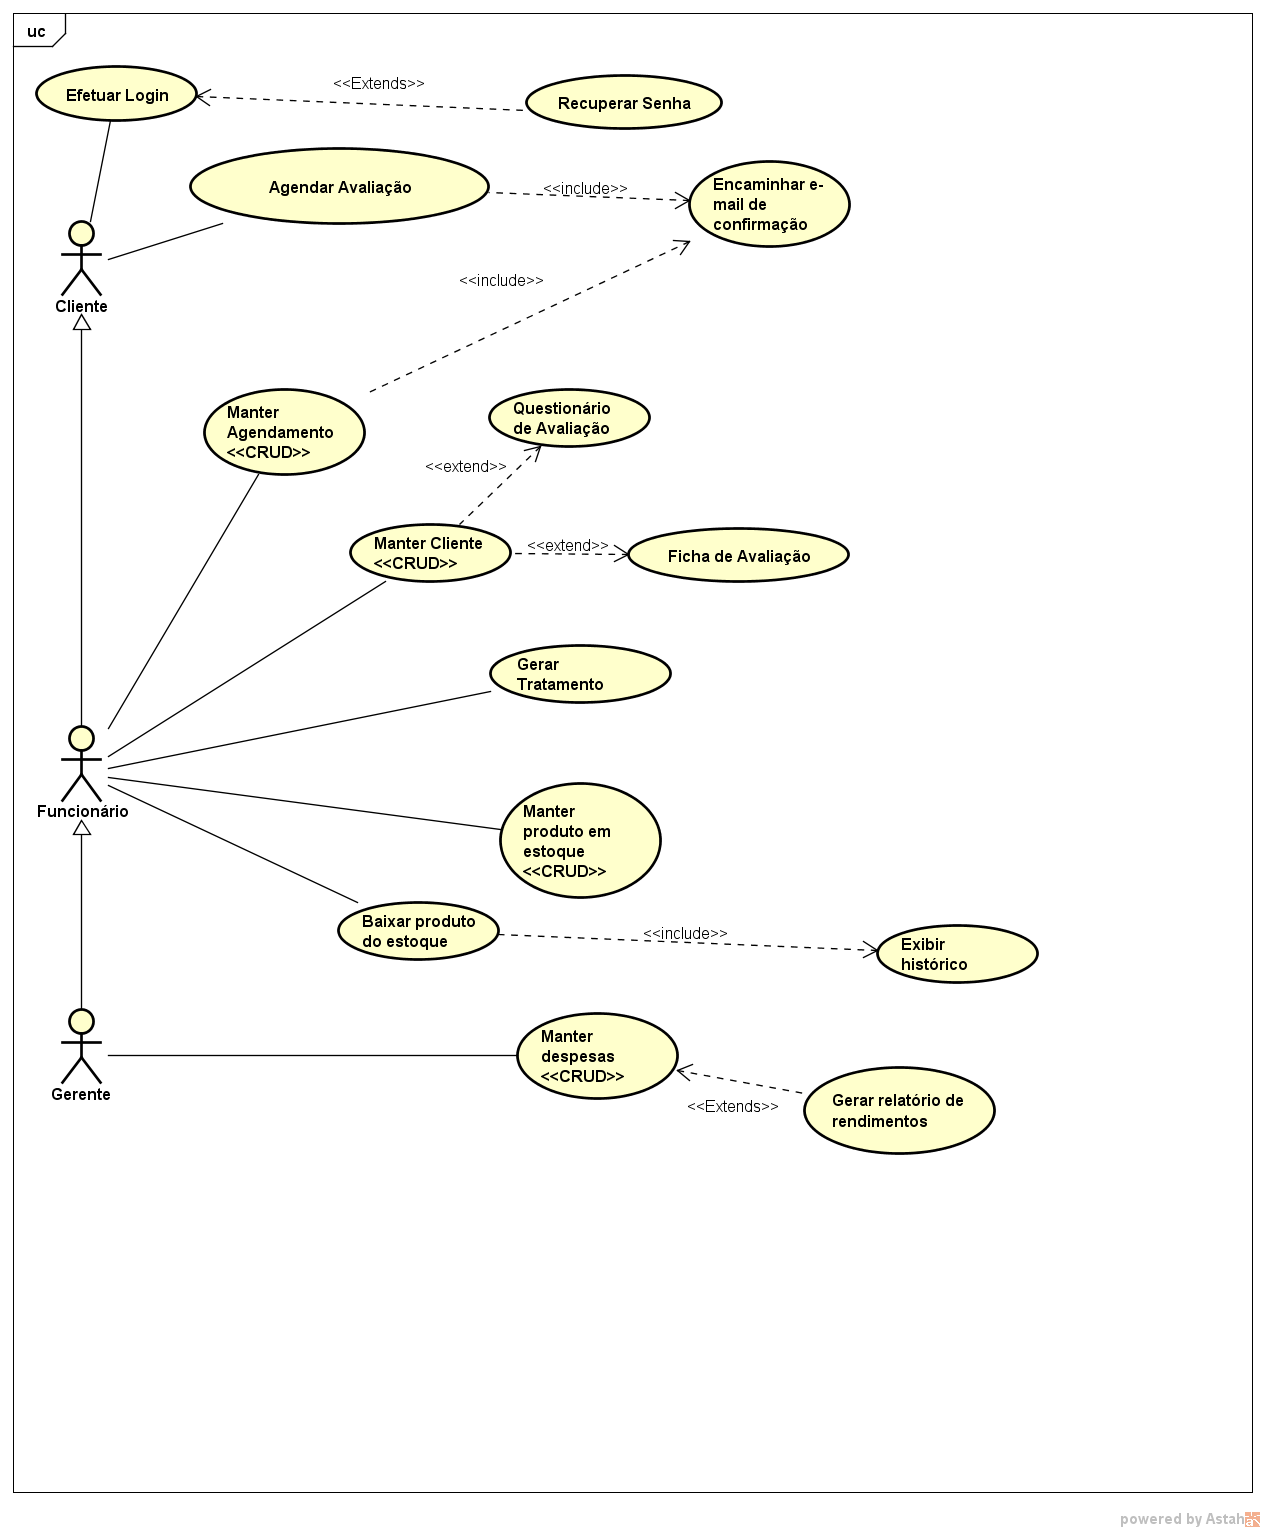 uc
Efetuar Login
<<Extends>>
Recuperar Senha
Agendar Avaliação
<<include>>
Encaminhar e-
mail de
confirmação
<<include>>
Cliente
Manter
Agendamento
<<CRUD>>
Questionário
de Avaliação
<<extend>>
Manter Cliente
<<CRUD>>
<<extend>>
Ficha de Avaliação
Gerar
Tratamento
Funcionário
Manter
produto em
estoque
<<CRUD>>
Baixar produto
do estoque
<<include>>
Exibir
histórico
Gerente
Manter
despesas
<<CRUD>>
<<Extends>>
Gerar relatório de
rendimentos
powered by Astah